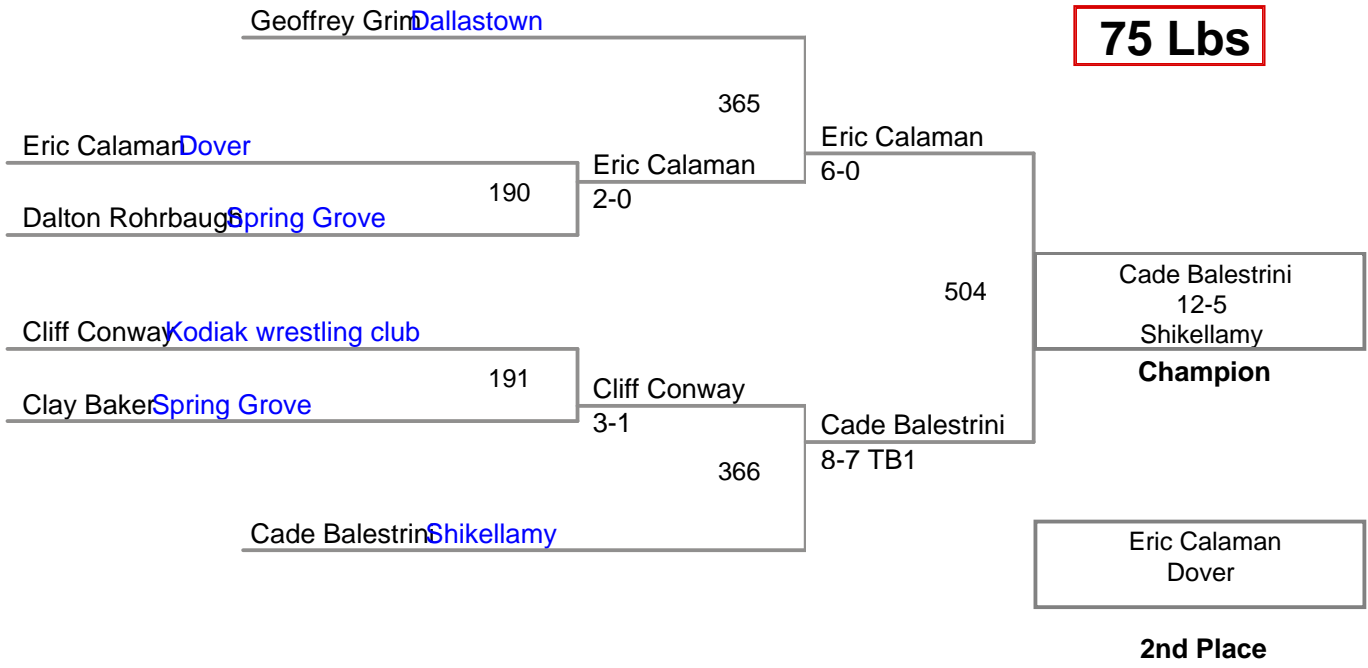 Geoffrey Grim Dallastown
75 Lbs
365
Eric Calaman Dover
Eric Calaman
6-0
Eric Calaman
2-0
190
Dalton Rohrbaugh Spring Grove
Cade Balestrini
12-5
Shikellamy
504
Cliff Conway Kodiak wrestling club
Champion
191
Cliff Conway
3-1
Clay Baker Spring Grove
Cade Balestrini
8-7 TB1
366
Cade Balestrini Shikellamy
Eric Calaman
Dover
2nd Place